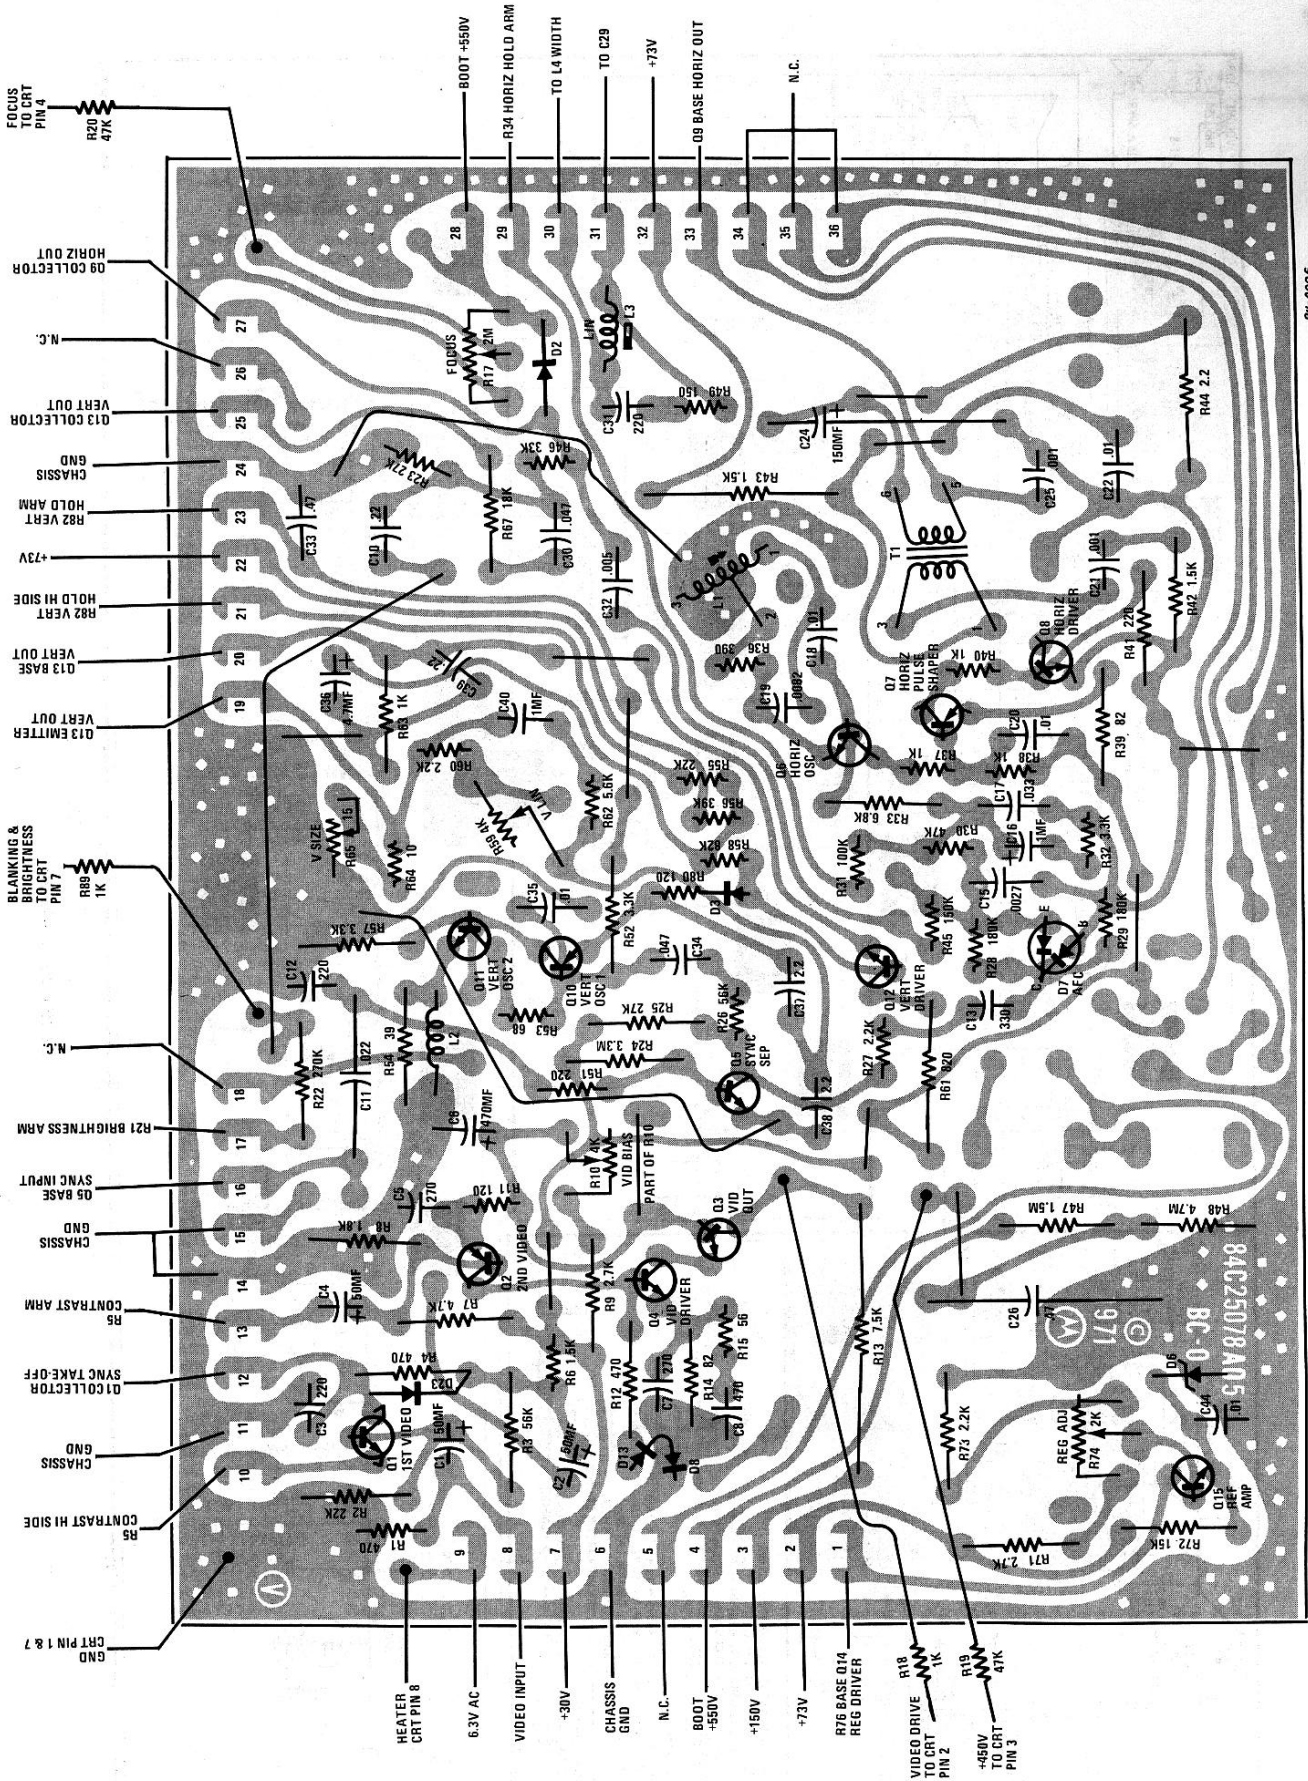 FOCUS
TO CRT
PIN 4
R20
47K
Q9 COLLECTOR
HORIZ OUT
N.C.
Q13 COLLECTOR
VERT OUT
CHASSIS
GND
R82 VERT
HOLD ARM
+73V
R82 VERT
HOLD HI SIDE
Q13 BASE
VERT OUT
Q13 EMITTER
VERT OUT
BLANKING &
BRIGHTNESS
TO CRT
PIN 7
R89
1K
N.C.
R21 BRIGHTNESS ARM
Q5 BASE
SYNC INPUT
CHASSIS
GND
R5
CONTRAST ARM
Q1 COLLECTOR
SYNC TAKE-OFF
CHASSIS
GND
R5
CONTRAST HI SIDE
GND
CRT PIN 1 & 7
BOOT +550V
R34 HORIZ HOLD ARM
TO L4 WIDTH
TO C29
+73V
Q9 BASE HORIZ OUT
N.C.
27
26
25
24
23
22
21
20
19
18
17
16
15
14
13
12
11
10
28
29
30
31
32
33
34
35
36
9
8
7
6
5
4
3
2
1
HEATER
CRT PIN 8
6.3V AC
VIDEO INPUT
+30V
CHASSIS
GND
N.C.
BOOT
+550V
+150V
+73V
R76 BASE Q14
REG DRIVER
VIDEO DRIVE
TO CRT
PIN 2
R18
1K
+450V
TO CRT
PIN 3
R19
47K
FOCUS
R17 2M
D2
LIN
L3
C31
220
R49
150
C24
150MF
+
R44 2.2
R23 27K
R46 33K
R67 18K
C33 .47
C10 .22
C30 .047
C32 .005
R43 1.5K
L1
3
2
1
T1
6
5
3
1
C25 .001
C22 .01
C21 .001
R42 1.5K
R41 220
Q8
HORIZ
DRIVER
R40 1K
Q7
HORIZ
PULSE
SHAPER
C18 .01
R36
390
C19
.0082
Q6
HORIZ
OSC
R37
1K
R38
1K
C20
.01
R39 82
C36
4.7MF
+
R63 1K
C39 .22
C40
1MF
R60 2.2K
V SIZE
R65 15
R64 10
R59 4K
V LIN
R62 5.6K
R55
22K
R56 39K
R58 82K
R80 120
D3
R33 6.8K
R31 100K
R30 47K
C17
.033
C16
1MF
+
R32 3.3K
C15
.0027
R45 150K
R28 180K
R29 180K
D7
AFC
C
E
B
C13
330
C35
.01
R52 3.3K
Q11
VERT
OSC 2
Q10
VERT
OSC 1
R57 3.3K
C12
220
C34
.047
C37 2.2
Q12
VERT
DRIVER
R27 2.2K
R61 820
R53
68
R25 27K
R26 56K
R24 3.3M
R51
220
Q5
SYNC
SEP
C38 2.2
R22 270K
C11 .022
R54 39
L2
C6
470MF
+
R10 4K
VID BIAS
PART OF R10
C5
270
R11 120
R8 1.8K
Q2
2ND VIDEO
C4
50MF
+
R7 4.7K
R9 2.7K
Q3
VID
OUT
Q4
VID
DRIVER
R6 1.5K
R4 470
D23
Q1
1ST VIDEO
C3
220
C1
50MF
+
R3 56K
C2
50MF
+
R12 470
C7
270
R14 82
C8
470
R15 56
D13
D8
R2
22K
R1
470
R13 7.5K
R47 1.5M
R48 4.7M
C26
.47
84C25078A05
BC-0
© 971
M
D6
C44
.01
R73 2.2K
REG ADJ
R74 2K
Q15
REF
AMP
R71
2.7K
R72 15K
V